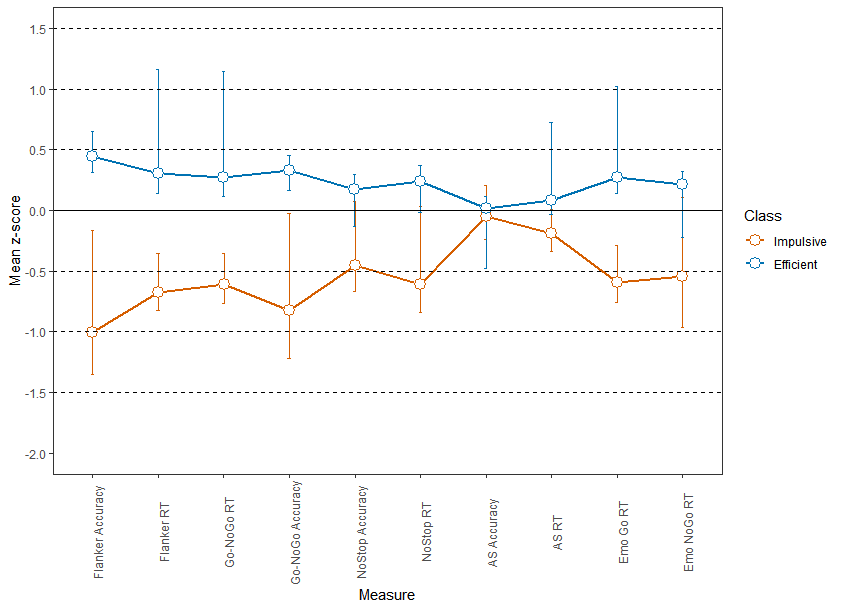 1.5
1.0
0.5
0.0
-0.5
-1.0
-1.5
-2.0
Mean z-score
Flanker Accuracy
Flanker RT
Go-NoGo RT
Go-NoGo Accuracy
NoStop Accuracy
NoStop RT
AS Accuracy
AS RT
Emo Go RT
Emo NoGo RT
Measure
Class
Impulsive
Efficient